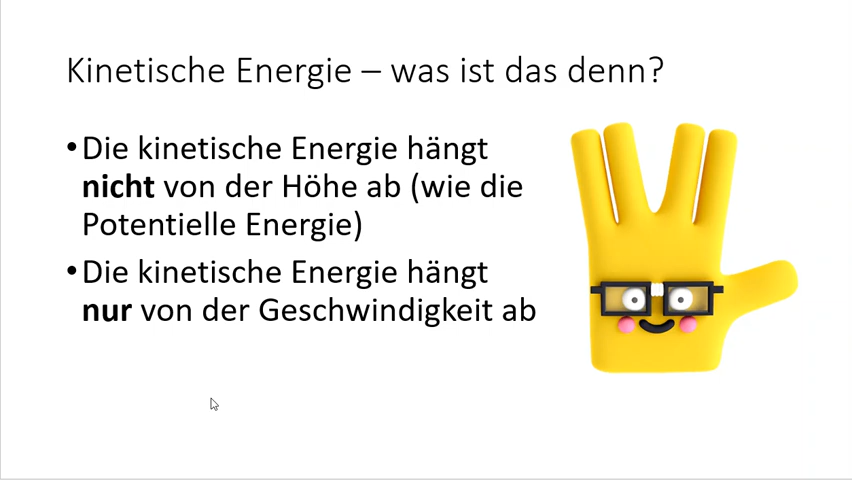 Kinetische Energie – was ist das denn?
•Die kinetische Energie hängt
nicht von der Höhe ab (wie die
Potentielle Energie)
•Die kinetische Energie hängt
nur von der Geschwindigkeit ab